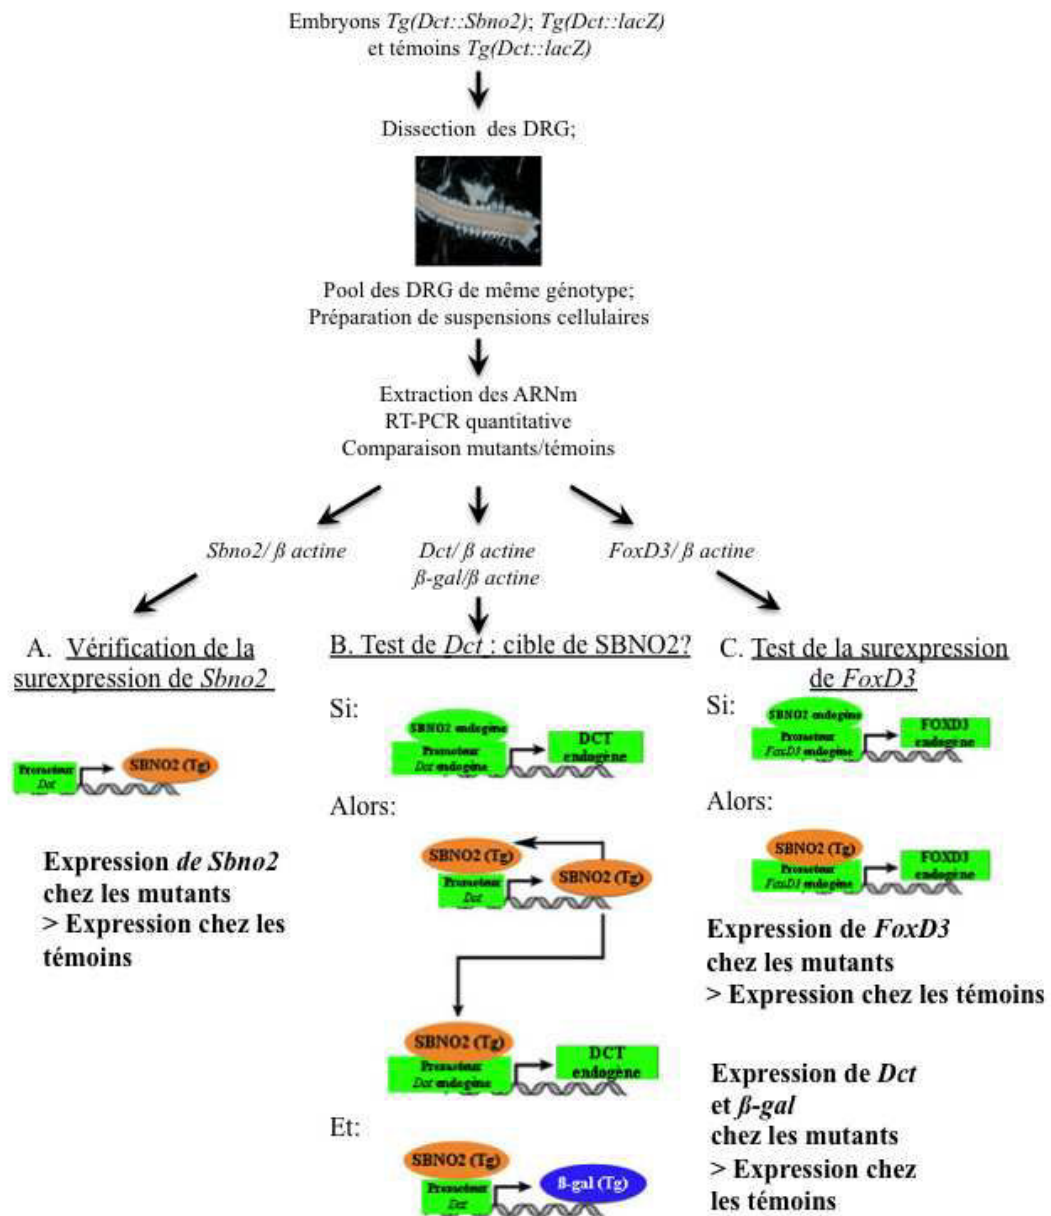 Embryons Tg(Dct::Sbno2); Tg(Dct::lacZ)
et témoins Tg(Dct::lacZ)
Dissection des DRG;
Pool des DRG de même génotype;
Préparation de suspensions cellulaires
Extraction des ARNm
RT-PCR quantitative
Comparaison mutants/témoins
Sbno2/ β actine
Dct/ β actine
β-gal/β actine
FoxD3/ β actine
A. Vérification de la
surexpression de Sbno2
Promoteur
Dct
SBNO2 (Tg)
Expression de Sbno2
chez les mutants
> Expression chez les
témoins
B. Test de Dct : cible de SBNO2?
Si:
SBNO2 endogène
Promoteur
Dct endogène
DCT
endogène
Alors:
SBNO2 (Tg)
Promoteur
Dct
SBNO2 (Tg)
SBNO2 (Tg)
Promoteur
Dct endogène
DCT
endogène
Et:
SBNO2 (Tg)
Promoteur
Dct
β-gal (Tg)
C. Test de la surexpression
de FoxD3
Si:
SBNO2 endogène
Promoteur
FoxD3 endogène
FOXD3
endogène
Alors:
SBNO2 (Tg)
Promoteur
FoxD3 endogène
FOXD3
endogène
Expression de FoxD3
chez les mutants
> Expression chez les témoins
Expression de Dct
et β-gal
chez les mutants
> Expression chez
les témoins